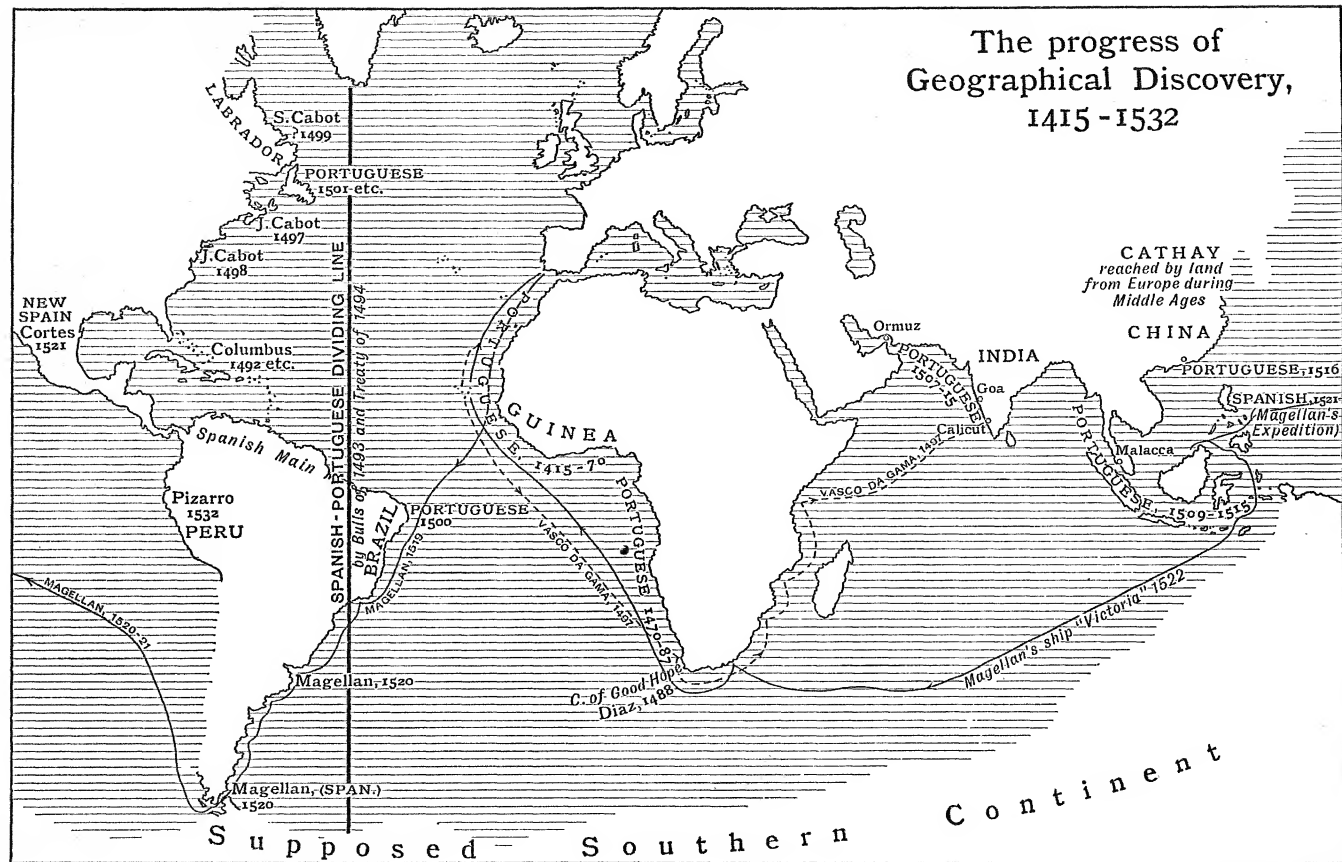 The progress of
Geographical Discovery,
1415-1532
LABRADOR
S.Cabot
?1499
PORTUGUESE
1501 etc.
J.Cabot
1497
J.Cabot
1498
NEW
SPAIN
Cortes
1521
Columbus
1492 etc.
SPANISH-PORTUGUESE DIVIDING LINE
by Bulls of 1493 and Treaty of 1494
Spanish Main
Pizarro
1532
PERU
BRAZIL
PORTUGUESE
1500
MAGELLAN, 1519
MAGELLAN, 1520-21
Magellan, 1520
Magellan, (SPAN.)
1520
PORTUGUESE, 1415-70
GUINEA
PORTUGUESE 1470-87
VASCO DA GAMA, 1497
C. of Good Hope
Diaz, 1488
VASCO DA GAMA, 1497
Ormuz
PORTUGUESE
1507-15
INDIA
Goa
Calicut
CATHAY
reached by land
from Europe during
Middle Ages
CHINA
PORTUGUESE, 1516
SPANISH, 1521
(Magellan's
Expedition)
Malacca
PORTUGUESE, 1509-1515
Magellan's ship "Victoria" 1522
Supposed Southern Continent